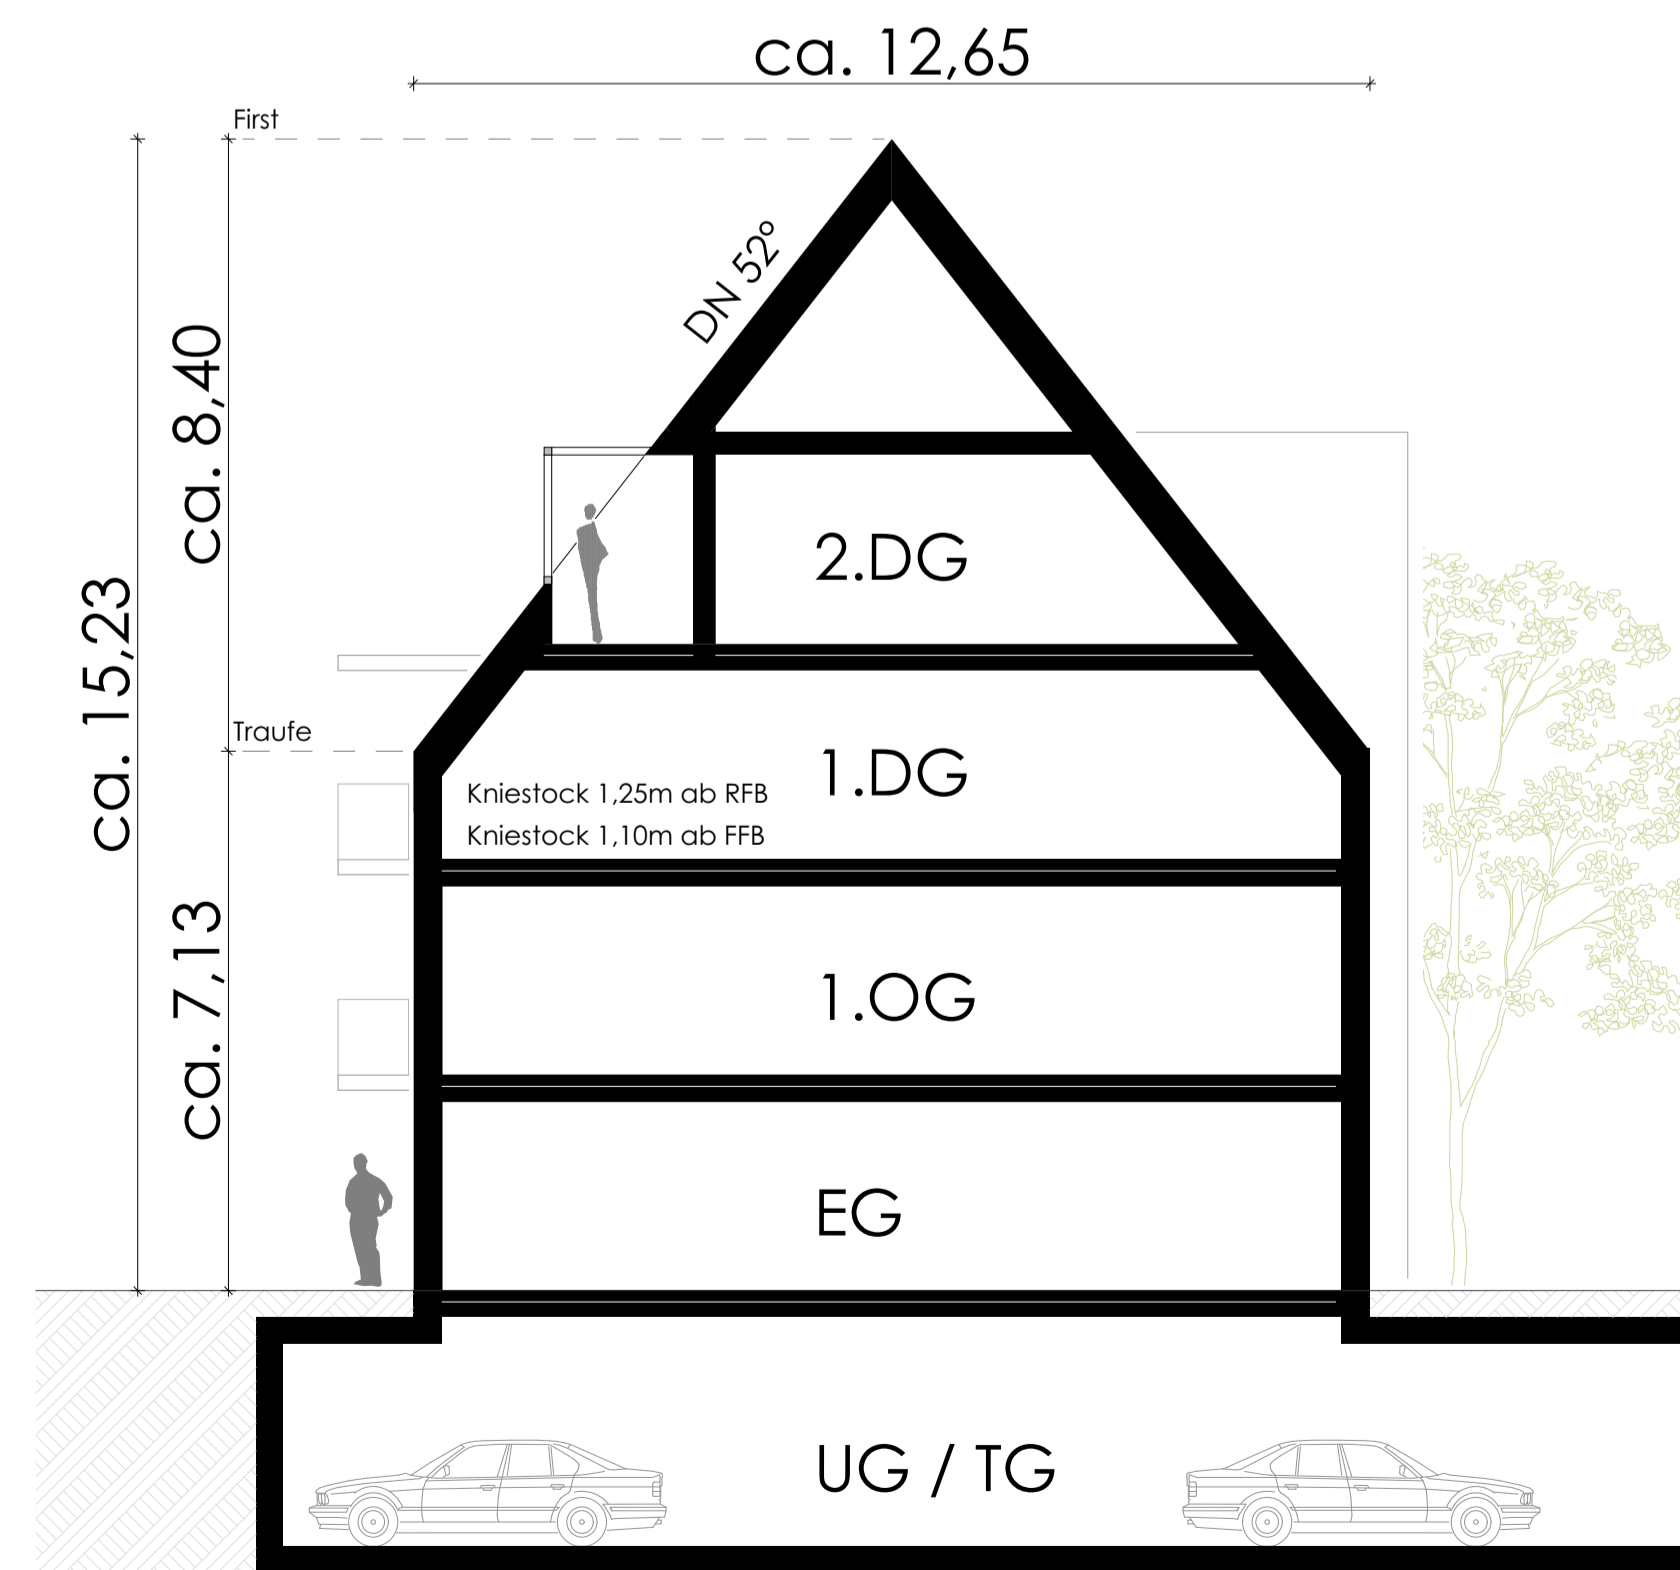 ca. 12,65
First
DN 52°
ca. 8,40
ca. 15,23
2.DG
Traufe
1.DG
Kniestock 1,25m ab RFB
Kniestock 1,10m ab FFB
ca. 7,13
1.OG
EG
UG / TG